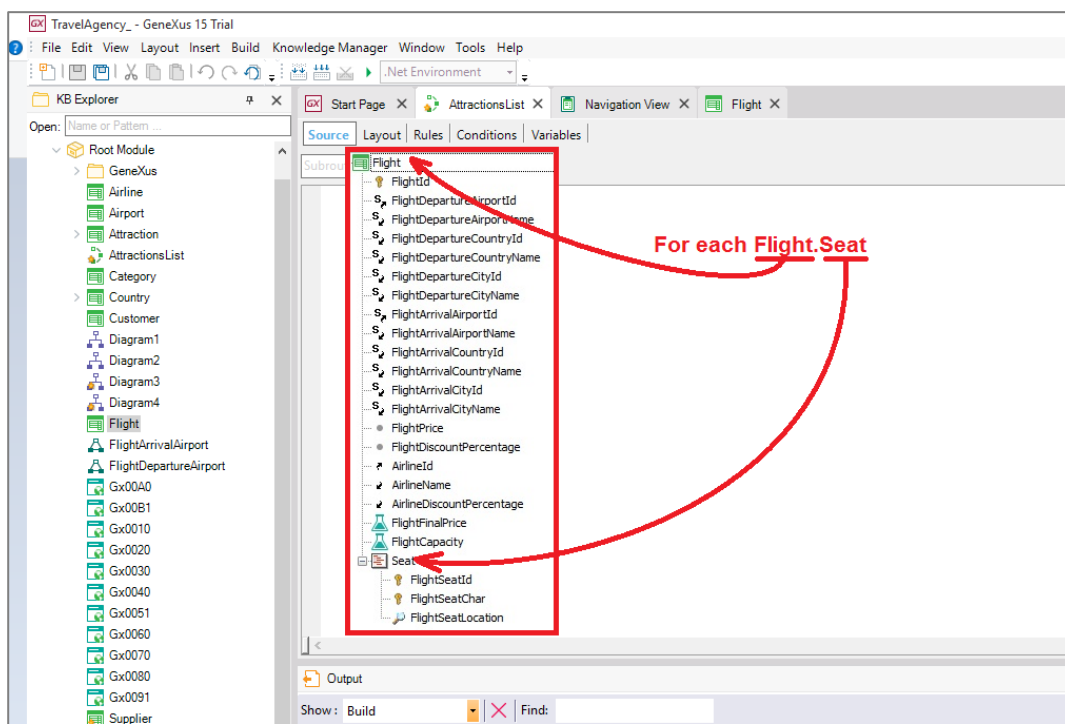 TravelAgency_ - GeneXus 15 Trial
File Edit View Layout Insert Build Knowledge Manager Window Tools Help
.Net Environment
KB Explorer
Open: Name or Pattern ...
Root Module
GeneXus
Airline
Airport
Attraction
AttractionsList
Category
Country
Customer
Diagram1
Diagram2
Diagram3
Diagram4
Flight
FlightArrivalAirport
FlightDepartureAirport
Gx00A0
Gx00B1
Gx0010
Gx0020
Gx0030
Gx0040
Gx0051
Gx0060
Gx0070
Gx0080
Gx0091
Supplier
Start Page AttractionsList Navigation View Flight
Source Layout Rules Conditions Variables
Flight
FlightId
FlightDepartureAirportId
FlightDepartureAirportName
FlightDepartureCountryId
FlightDepartureCountryName
FlightDepartureCityId
FlightDepartureCityName
FlightArrivalAirportId
FlightArrivalAirportName
FlightArrivalCountryId
FlightArrivalCountryName
FlightArrivalCityId
FlightArrivalCityName
FlightPrice
FlightDiscountPercentage
AirlineId
AirlineName
AirlineDiscountPercentage
FlightFinalPrice
FlightCapacity
Seat
FlightSeatId
FlightSeatChar
FlightSeatLocation
For each Flight.Seat
Output
Show: Build Find: